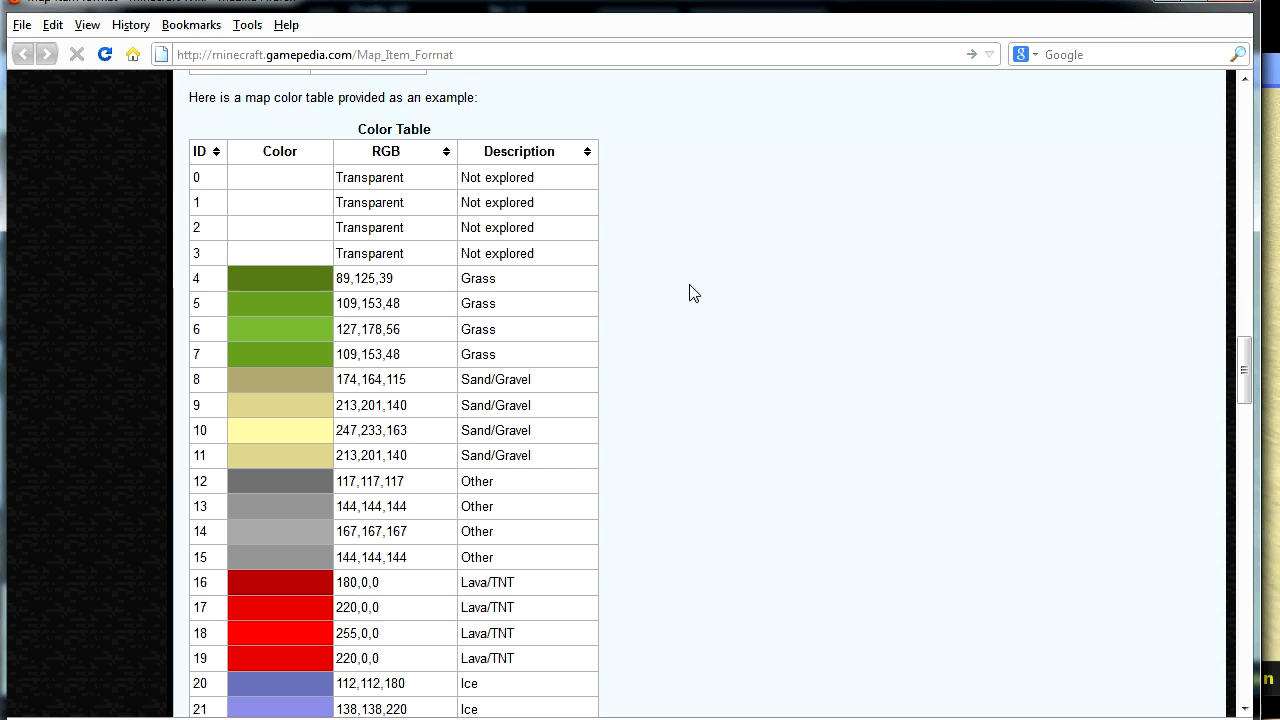 File Edit View History Bookmarks Tools Help
http://minecraft.gamepedia.com/Map_Item_Format
Google
Here is a map color table provded as an example:
Color Table
ID Color RGB Description
0 Transparent Not explored
1 Transparent Not explored
2 Transparent Not explored
3 Transparent Not explored
4 89,125,39 Grass
5 109,153,48 Grass
6 127,178,56 Grass
7 109,153,48 Grass
8 174,164,115 Sand/Gravel
9 213,201,140 Sand/Gravel
10 247,233,163 Sand/Gravel
11 213,201,140 Sand/Gravel
12 117,117,117 Other
13 144,144,144 Other
14 167,167,167 Other
15 144,144,144 Other
16 180,0,0 Lava/TNT
17 220,0,0 Lava/TNT
18 255,0,0 Lava/TNT
19 220,0,0 Lava/TNT
20 112,112,180 Ice
21 138,138,220 Ice
n